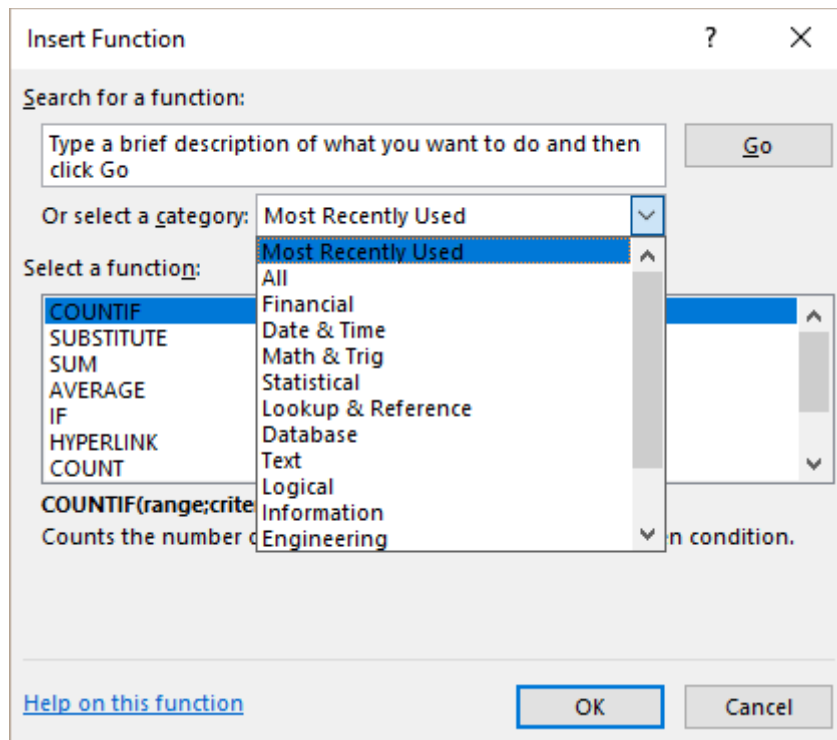 Insert Function
?
Search for a function:
Type a brief description of what you want to do and then
click Go
Go
Or select a category:
Most Recently Used
Most Recently Used
All
Financial
Date & Time
Math & Trig
Statistical
Lookup & Reference
Database
Text
Logical
Information
Engineering
Select a function:
COUNTIF
SUBSTITUTE
SUM
AVERAGE
IF
HYPERLINK
COUNT
COUNTIF(range;crite
Counts the number
n condition.
Help on this function
OK
Cancel